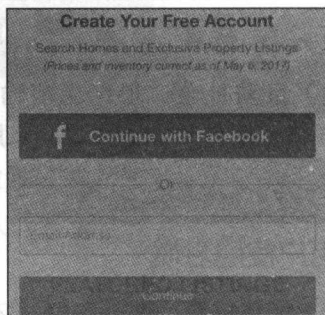 Create Your Free Account
Search Homes and Exclusive Property Listings
(Prices and inventory current as of May 6, 2017)
f Continue with Facebook
Or
Email Address
Continue